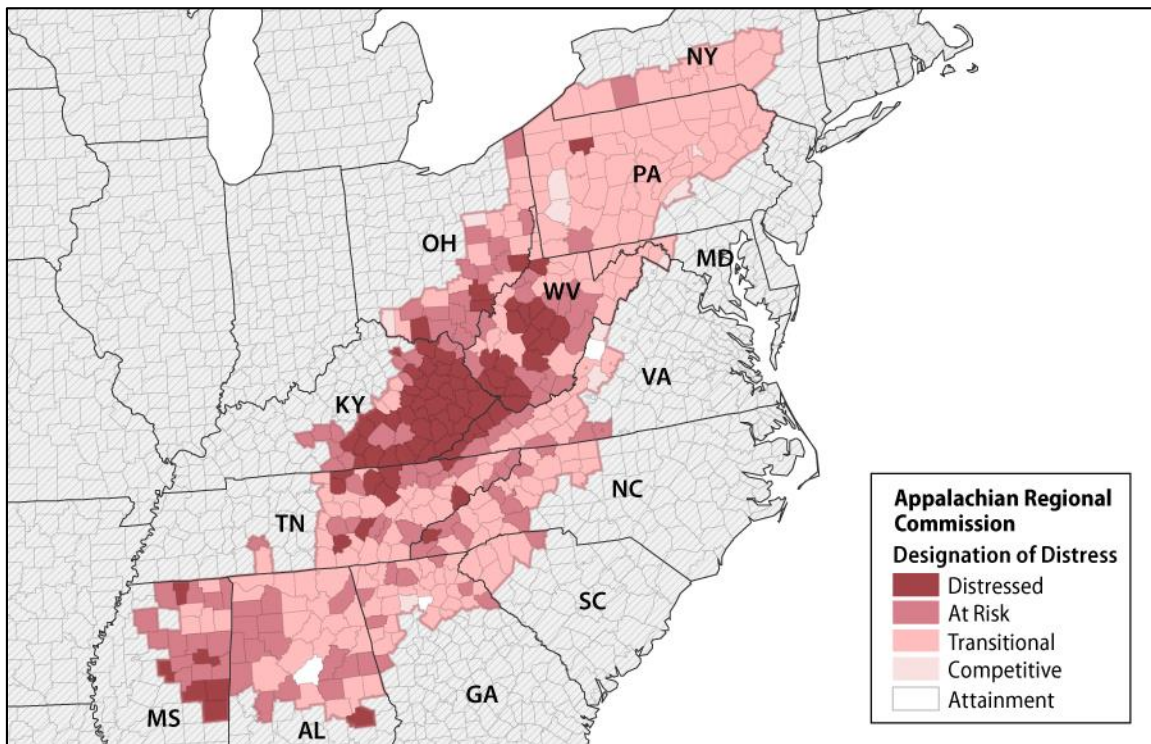 NY
PA
OH
MD
WV
VA
KY
NC
TN
SC
GA
MS
AL
Appalachian Regional
Commission
Designation of Distress
Distressed
At Risk
Transitional
Competitive
Attainment